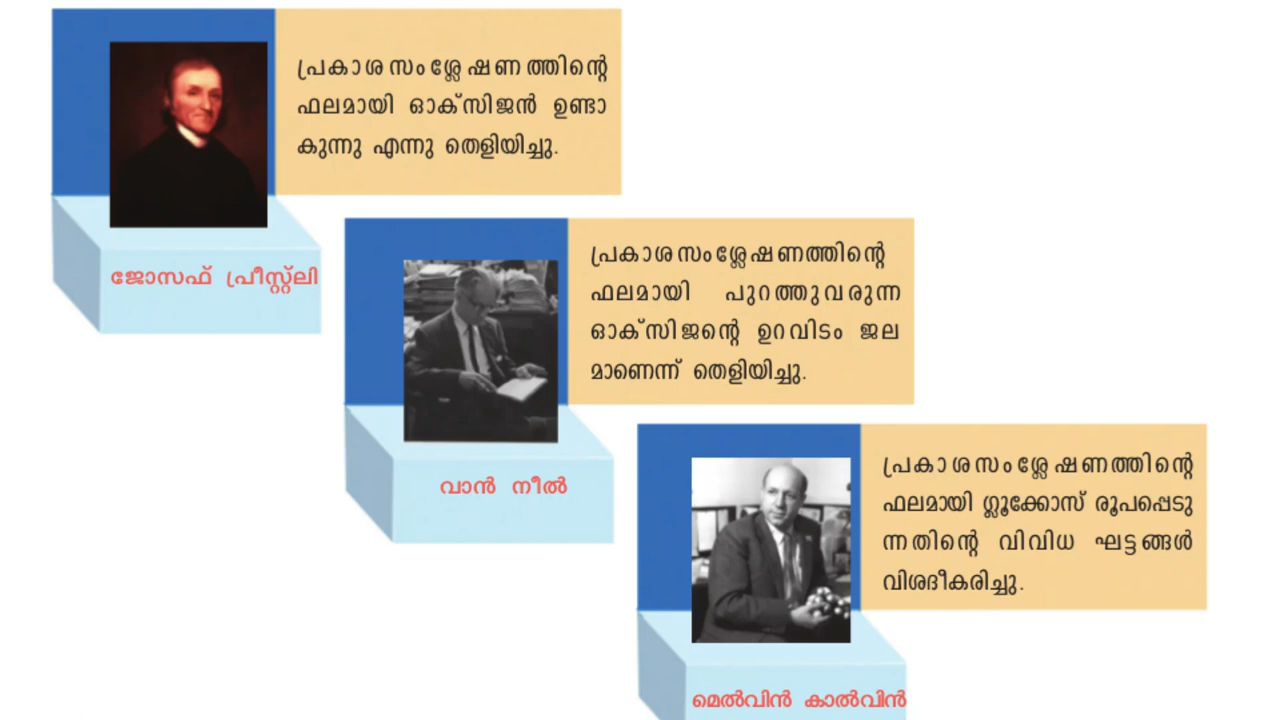 പ്രകാശസംശ്ലേഷണത്തിന്റെ
ഫലമായി ഓക്സിജൻ ഉണ്ടാ
കുന്നു എന്നു തെളിയിച്ചു.
ജോസഫ് പ്രീസ്റ്റ്ലി
പ്രകാശസംശ്ലേഷണത്തിന്റെ
ഫലമായി പുറത്തുവരുന്ന
ഓക്സിജന്റെ ഉറവിടം ജല
മാണെന്ന് തെളിയിച്ചു.
വാൻ നീൽ
പ്രകാശസംശ്ലേഷണത്തിന്റെ
ഫലമായി ഗ്ലൂക്കോസ് രൂപപ്പെടു
ന്നതിന്റെ വിവിധ ഘട്ടങ്ങൾ
വിശദീകരിച്ചു.
മെൽവിൻ കാൽവിൻ